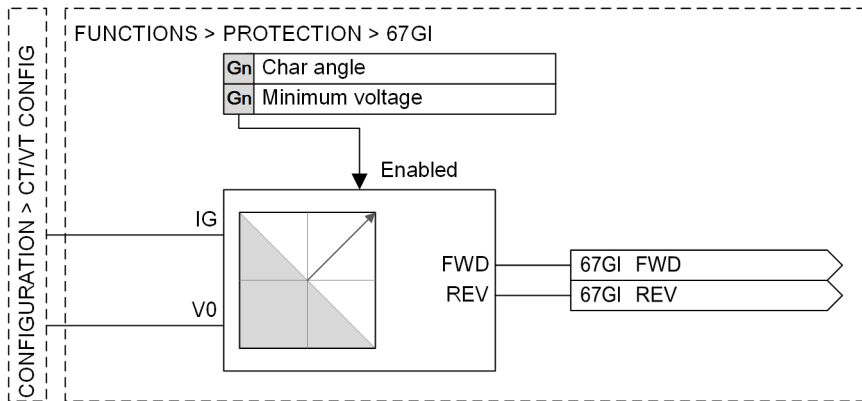 FUNCTIONS > PROTECTION > 67GI
Gn Char angle
Gn Minimum voltage
Enabled
CONFIGURATION > CT/VT CONFIG
IG
V0
FWD
REV
67GI FWD
67GI REV